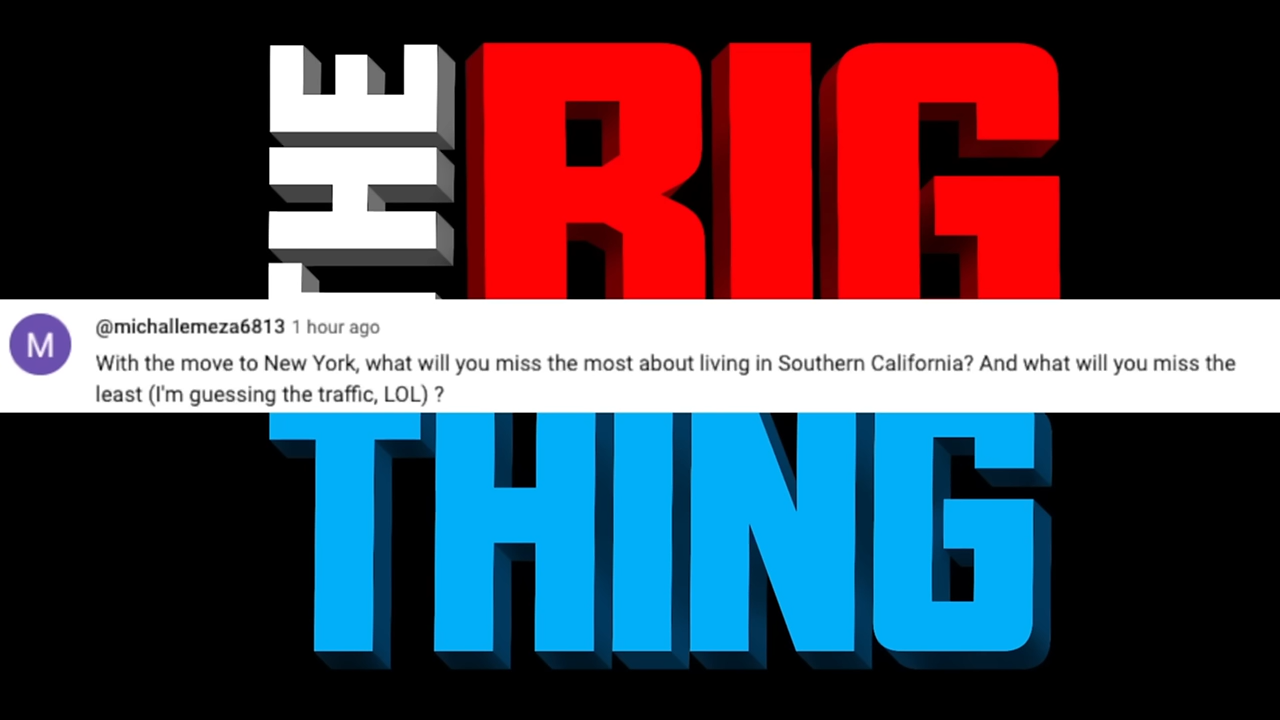 THE
BIG
@michallemeza6813 1 hour ago
M
With the move to New York, what will you miss the most about living in Southern California? And what will you miss the
least (I'm guessing the traffic, LOL) ?
THING